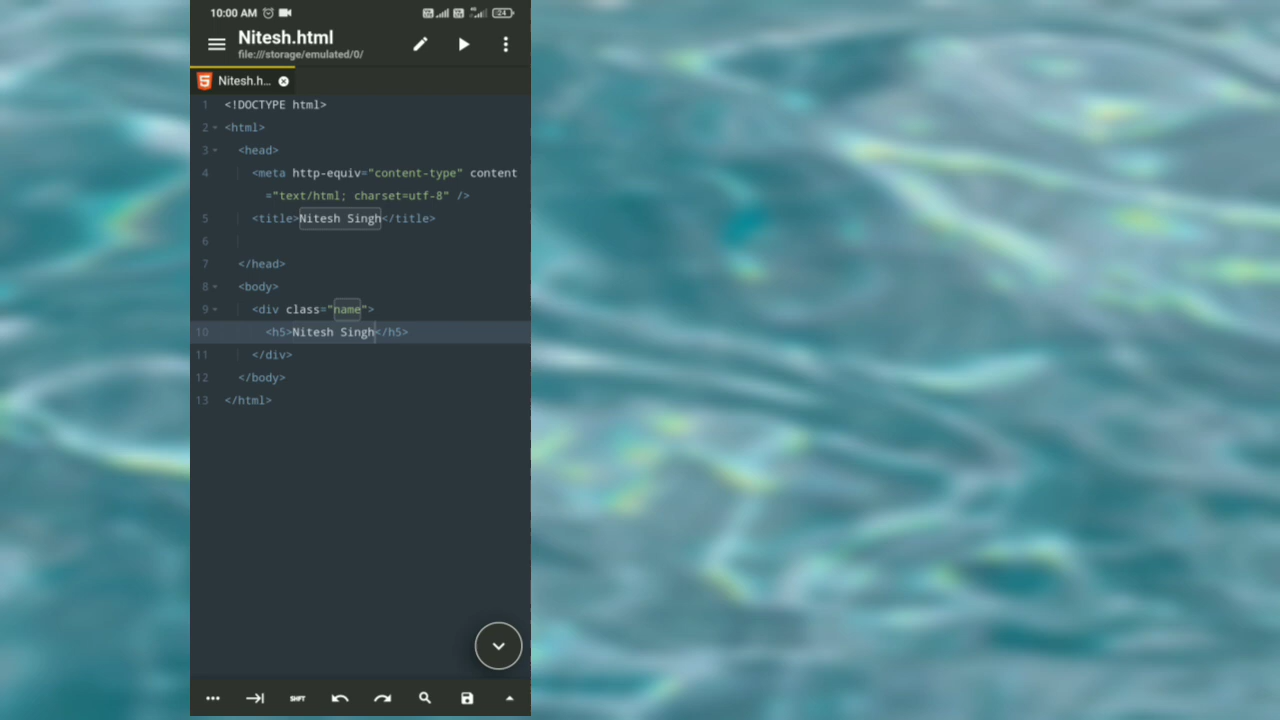 10:00 AM
24
Nitesh.html
file:///storage/emulated/0/
Nitesh.h...
1 <!DOCTYPE html>
2 <html>
3 <head>
4 <meta http-equiv="content-type" content
="text/html; charset=utf-8" />
5 <title>Nitesh Singh</title>
6
7 </head>
8 <body>
9 <div class="name">
10 <h5>Nitesh Singh</h5>
11 </div>
12 </body>
13 </html>
SHIFT